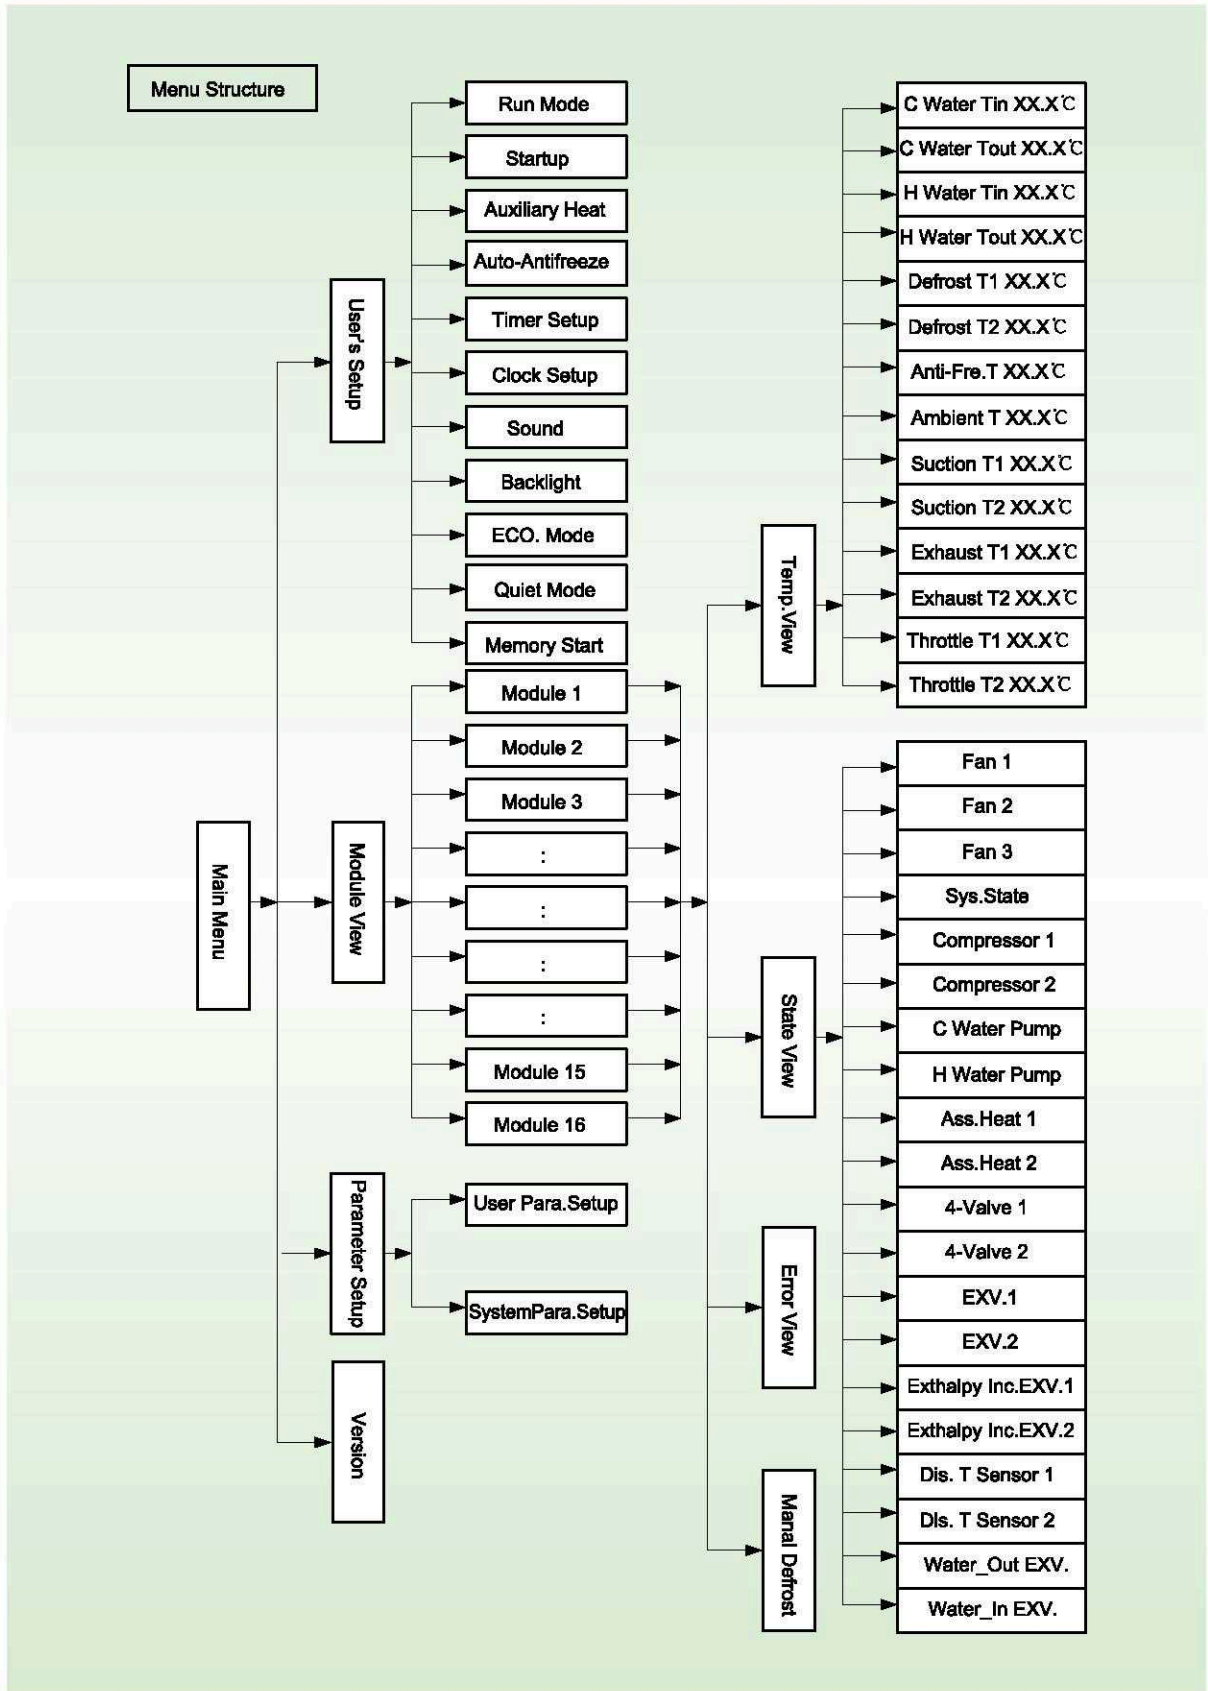 Menu Structure
Main Menu
User's Setup
Module View
Parameter Setup
Version
Run Mode
Startup
Auxiliary Heat
Auto-Antifreeze
Timer Setup
Clock Setup
Sound
Backlight
ECO. Mode
Quiet Mode
Memory Start
Module 1
Module 2
Module 3
:
:
:
:
Module 15
Module 16
User Para.Setup
SystemPara.Setup
Temp.View
State View
Error View
Manal Defrost
C Water Tin XX.X℃
C Water Tout XX.X℃
H Water Tin XX.X℃
H Water Tout XX.X℃
Defrost T1 XX.X℃
Defrost T2 XX.X℃
Anti-Fre.T XX.X℃
Ambient T XX.X℃
Suction T1 XX.X℃
Suction T2 XX.X℃
Exhaust T1 XX.X℃
Exhaust T2 XX.X℃
Throttle T1 XX.X℃
Throttle T2 XX.X℃
Fan 1
Fan 2
Fan 3
Sys.State
Compressor 1
Compressor 2
C Water Pump
H Water Pump
Ass.Heat 1
Ass.Heat 2
4-Valve 1
4-Valve 2
EXV.1
EXV.2
Exthalpy Inc.EXV.1
Exthalpy Inc.EXV.2
Dis. T Sensor 1
DIs. T Sensor 2
Water_Out EXV.
Water_In EXV.